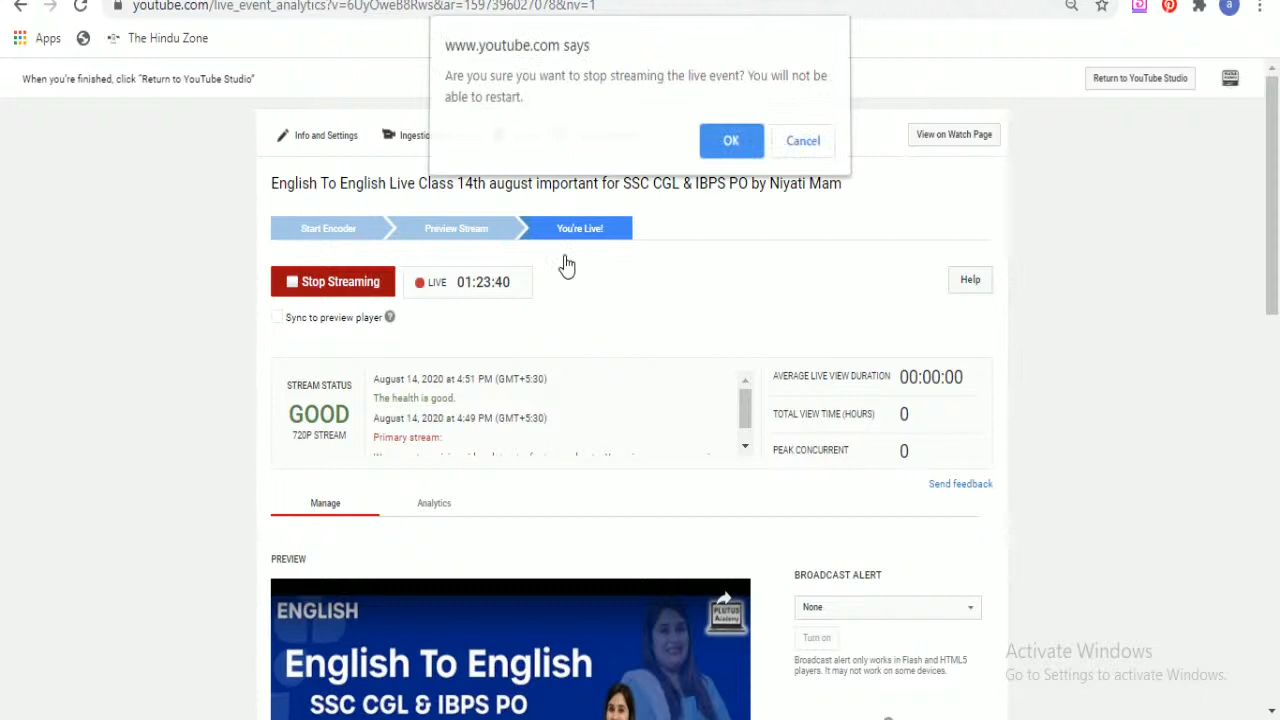 youtube.com/live_event_analytics?v=6UyOweB8Rws&ar=1597396027078&nv=1
a
Apps
The Hindu Zone
www.youtube.com says
Are you sure you want to stop streaming the live event? You will not be
able to restart.
OK
Cancel
When you're finished, click "Return to YouTube Studio"
Return to YouTube Studio
Info and Settings
Ingestio
View on Watch Page
English To English Live Class 14th august important for SSC CGL & IBPS PO by Niyati Mam
Start Encoder
Preview Stream
You're Live!
Stop Streaming
LIVE 01:23:40
Help
Sync to preview player ?
STREAM STATUS
GOOD
720P STREAM
August 14, 2020 at 4:51 PM (GMT+5:30)
The health is good.
August 14, 2020 at 4:49 PM (GMT+5:30)
Primary stream:
AVERAGE LIVE VIEW DURATION 00:00:00
TOTAL VIEW TIME (HOURS) 0
PEAK CONCURRENT 0
Send feedback
Manage
Analytics
PREVIEW
ENGLISH
PLUTUS
Academy
English To English
SSC CGL & IBPS PO
BROADCAST ALERT
None
Turn on
Broadcast alert only works in Flash and HTML5
players. It may not work on some devices.
Activate Windows
Go to Settings to activate Windows.